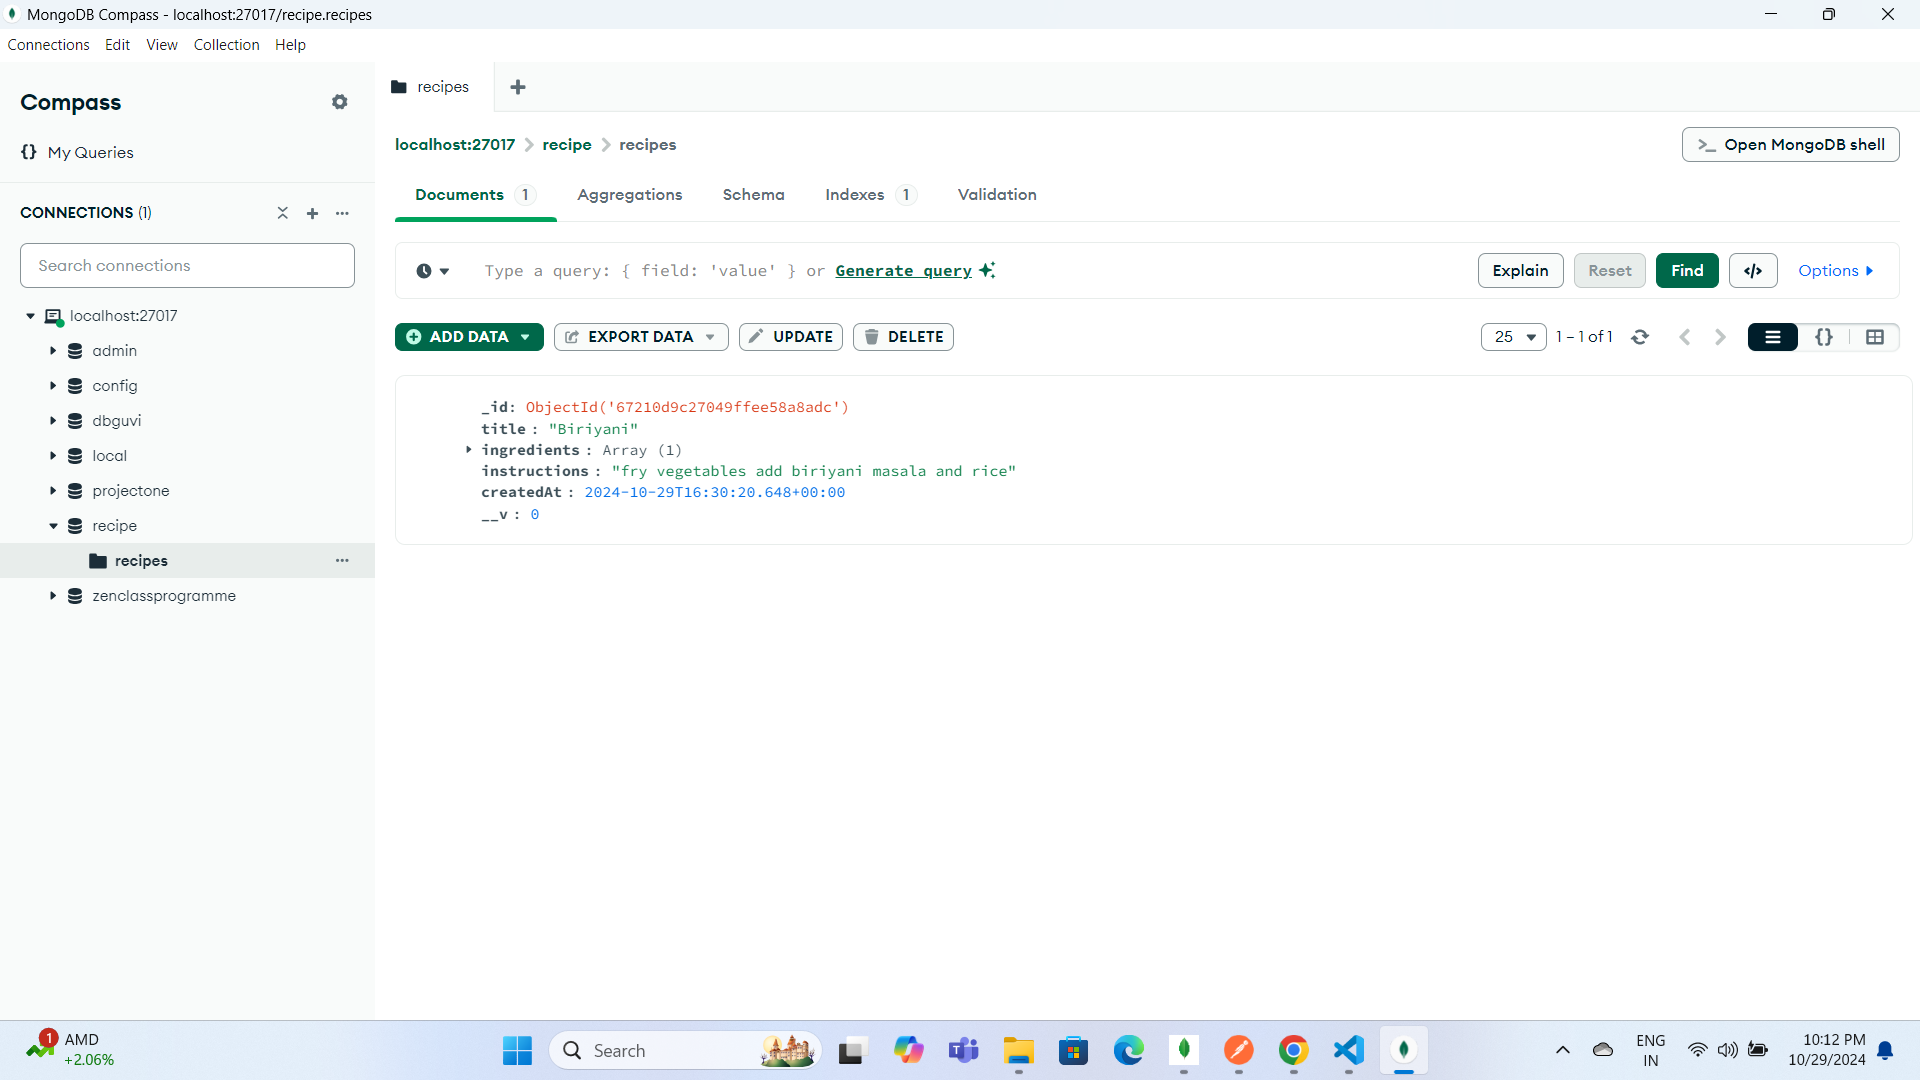 MongoDB Compass - localhost:27017/recipe.recipes
Connections Edit View Collection Help
Compass
{} My Queries
CONNECTIONS (1)
Search connections
localhost:27017
admin
config
dbguvi
local
projectone
recipe
recipes
zenclassprogramme
recipes
localhost:27017 > recipe > recipes
>_ Open MongoDB shell
Documents 1 Aggregations Schema Indexes 1 Validation
Type a query: { field: 'value' } or Generate query
Explain Reset Find </> Options
ADD DATA EXPORT DATA UPDATE DELETE
25 1 – 1 of 1 {}
_id: ObjectId('67210d9c27049ffee58a8adc')
title : "Biriyani"
ingredients : Array (1)
instructions : "fry vegetables add biriyani masala and rice"
createdAt : 2024-10-29T16:30:20.648+00:00
__v : 0
1 AMD
+2.06%
Search
ENG
IN
10:12 PM
10/29/2024